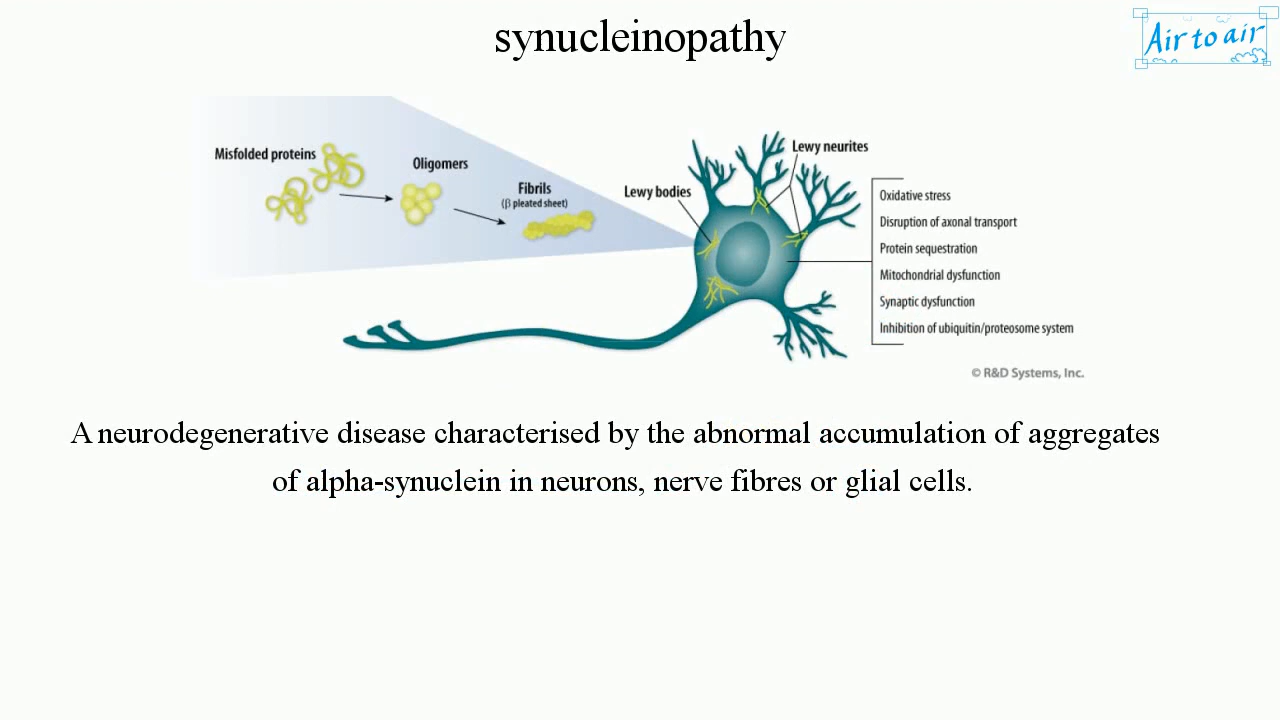 synucleinopathy
Air to air
Misfolded proteins
Oligomers
Fibrils
(β pleated sheet)
Lewy bodies
Lewy neurites
Oxidative stress
Disruption of axonal transport
Protein sequestration
Mitochondrial dysfunction
Synaptic dysfunction
Inhibition of ubiquitin/proteosome system
© R&D Systems, Inc.
A neurodegenerative disease characterised by the abnormal accumulation of aggregates
of alpha-synuclein in neurons, nerve fibres or glial cells.